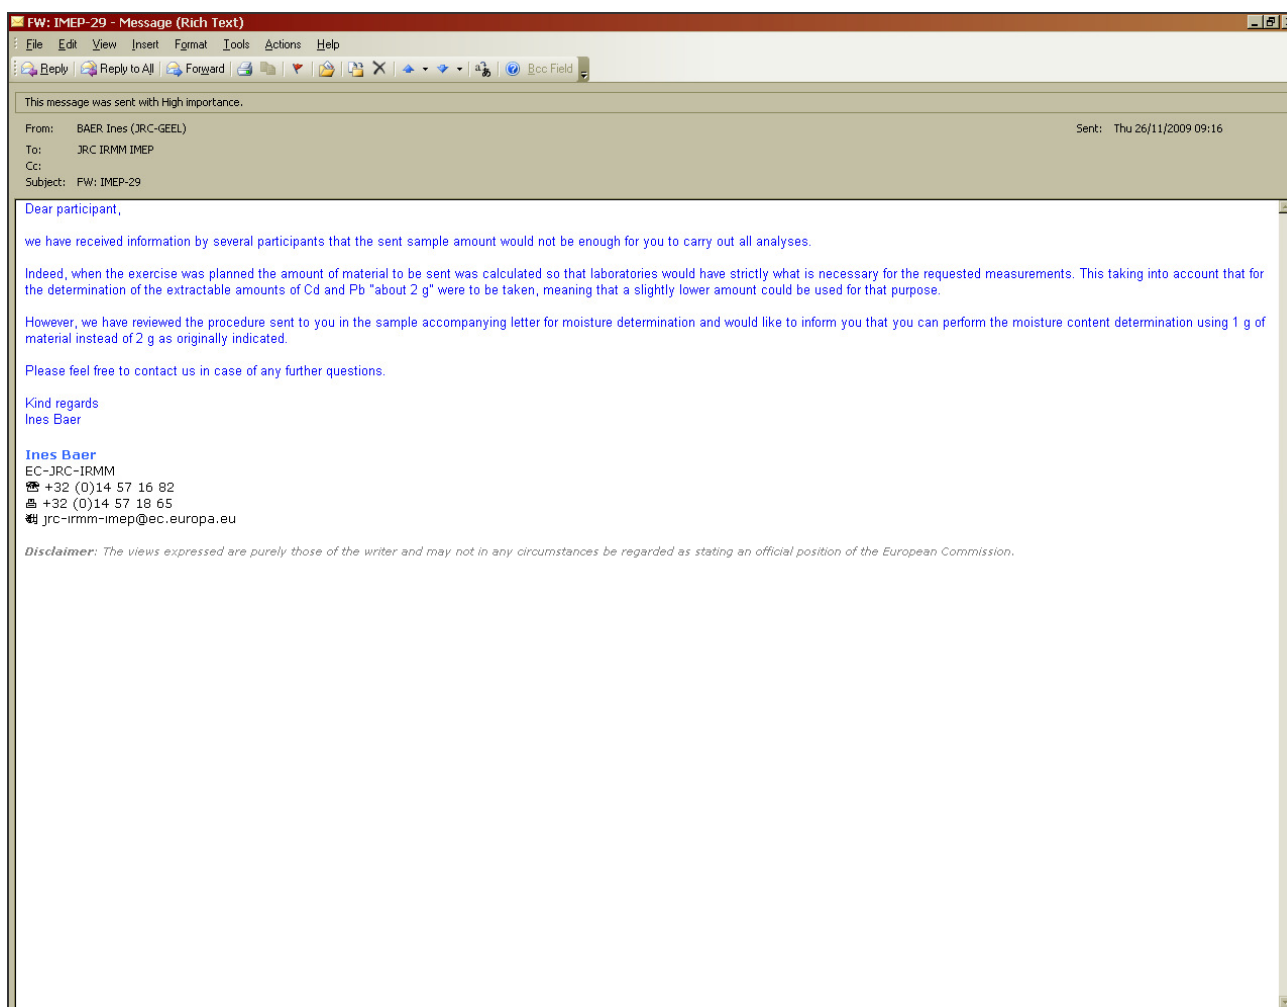 FW: IMEP-29 - Message (Rich Text)
File Edit View Insert Format Tools Actions Help
Reply Reply to All Forward Bcc Field
This message was sent with High importance.
From: BAER Ines (JRC-GEEL) Sent: Thu 26/11/2009 09:16
To: JRC IRMM IMEP
Cc:
Subject: FW: IMEP-29
Dear participant,
we have received information by several participants that the sent sample amount would not be enough for you to carry out all analyses.
Indeed, when the exercise was planned the amount of material to be sent was calculated so that laboratories would have strictly what is necessary for the requested measurements. This taking into account that for
the determination of the extractable amounts of Cd and Pb "about 2 g" were to be taken, meaning that a slightly lower amount could be used for that purpose.
However, we have reviewed the procedure sent to you in the sample accompanying letter for moisture determination and would like to inform you that you can perform the moisture content determination using 1 g of
material instead of 2 g as originally indicated.
Please feel free to contact us in case of any further questions.
Kind regards
Ines Baer
Ines Baer
EC-JRC-IRMM
+32 (0)14 57 16 82
+32 (0)14 57 18 65
jrc-irmm-imep@ec.europa.eu
Disclaimer: The views expressed are purely those of the writer and may not in any circumstances be regarded as stating an official position of the European Commission.